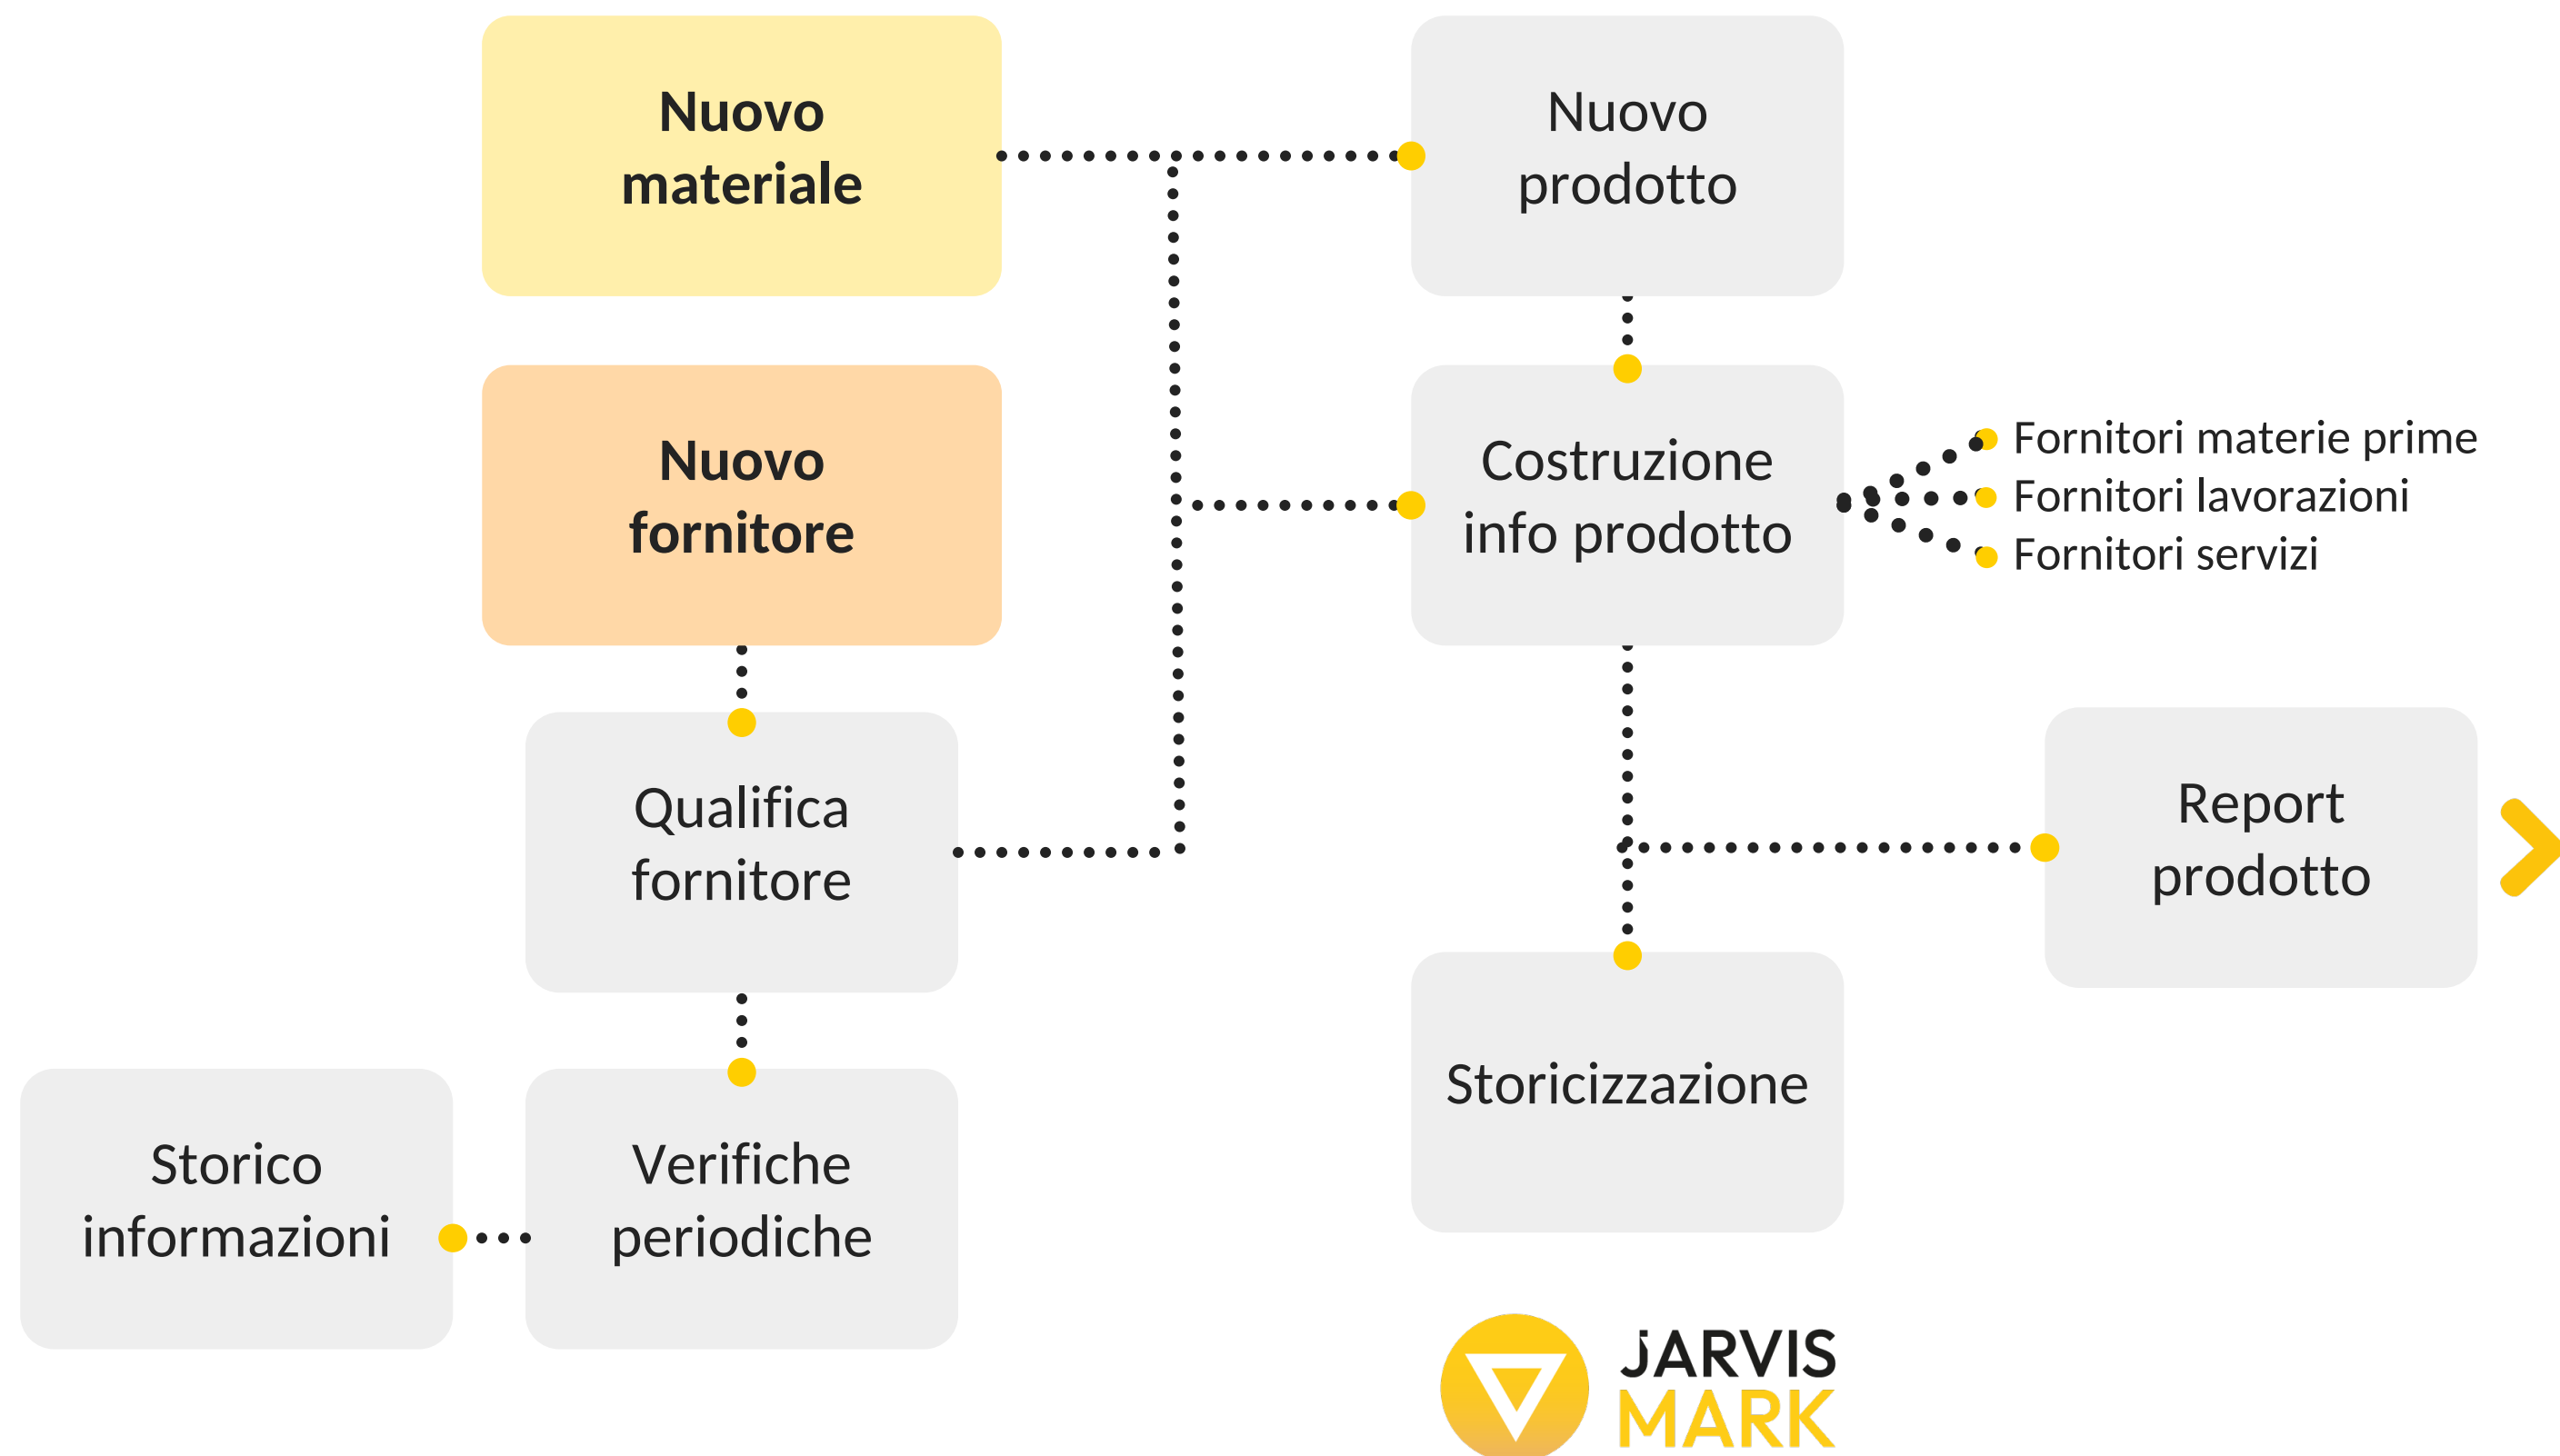 Nuovo
materiale
Nuovo
prodotto
Nuovo
fornitore
Costruzione
info prodotto
Fornitori materie prime
Fornitori lavorazioni
Fornitori servizi
Qualifica
fornitore
Report
prodotto
Storico
informazioni
Verifiche
periodiche
Storicizzazione
JARVIS
MARK